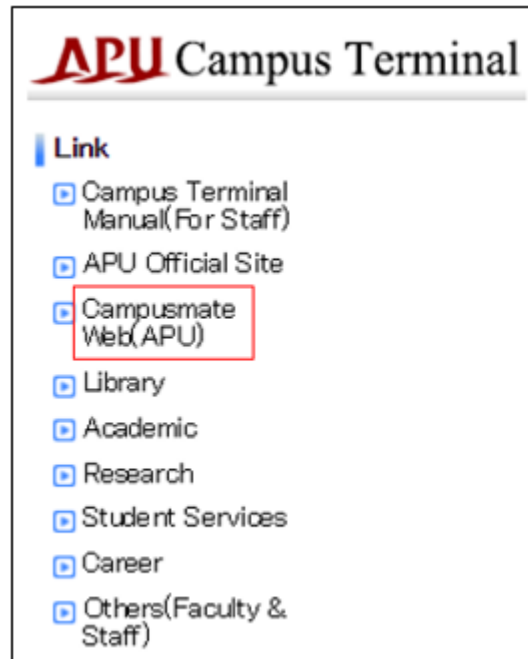 APU Campus Terminal
Link
Campus Terminal
Manual(For Staff)
APU Official Site
Campusmate
Web(APU)
Library
Academic
Research
Student Services
Career
Others(Faculty &
Staff)